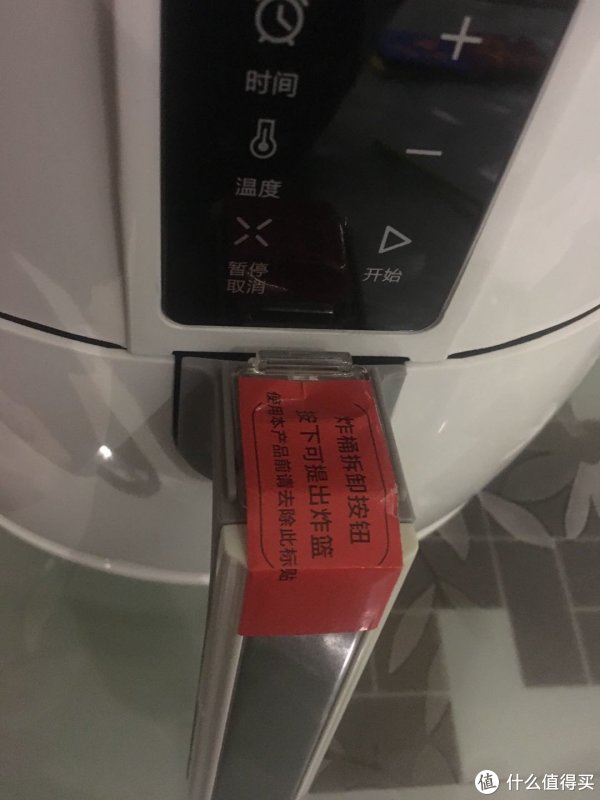 时间
+
温度
−
暂停
取消
开始
炸桶拆卸按钮
按下可提出炸篮
使用本产品前请去除此标贴
值 什么值得买